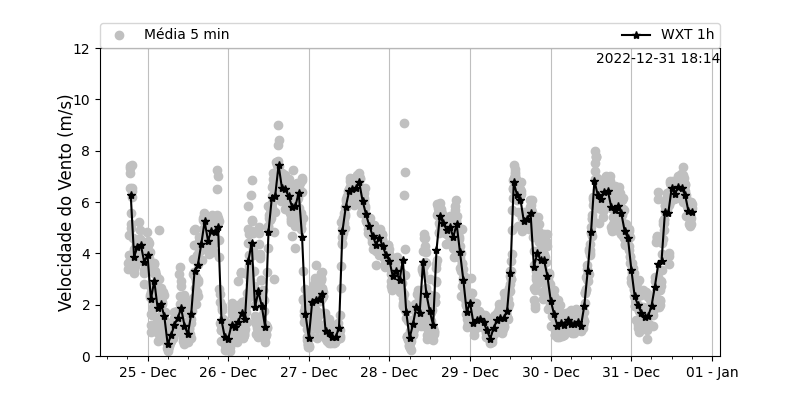 Média 5 min
WXT 1h
2022-12-31 18:14
Velocidade do Vento (m/s)
12
10
8
6
4
2
0
25 - Dec
26 - Dec
27 - Dec
28 - Dec
29 - Dec
30 - Dec
31 - Dec
01 - Jan